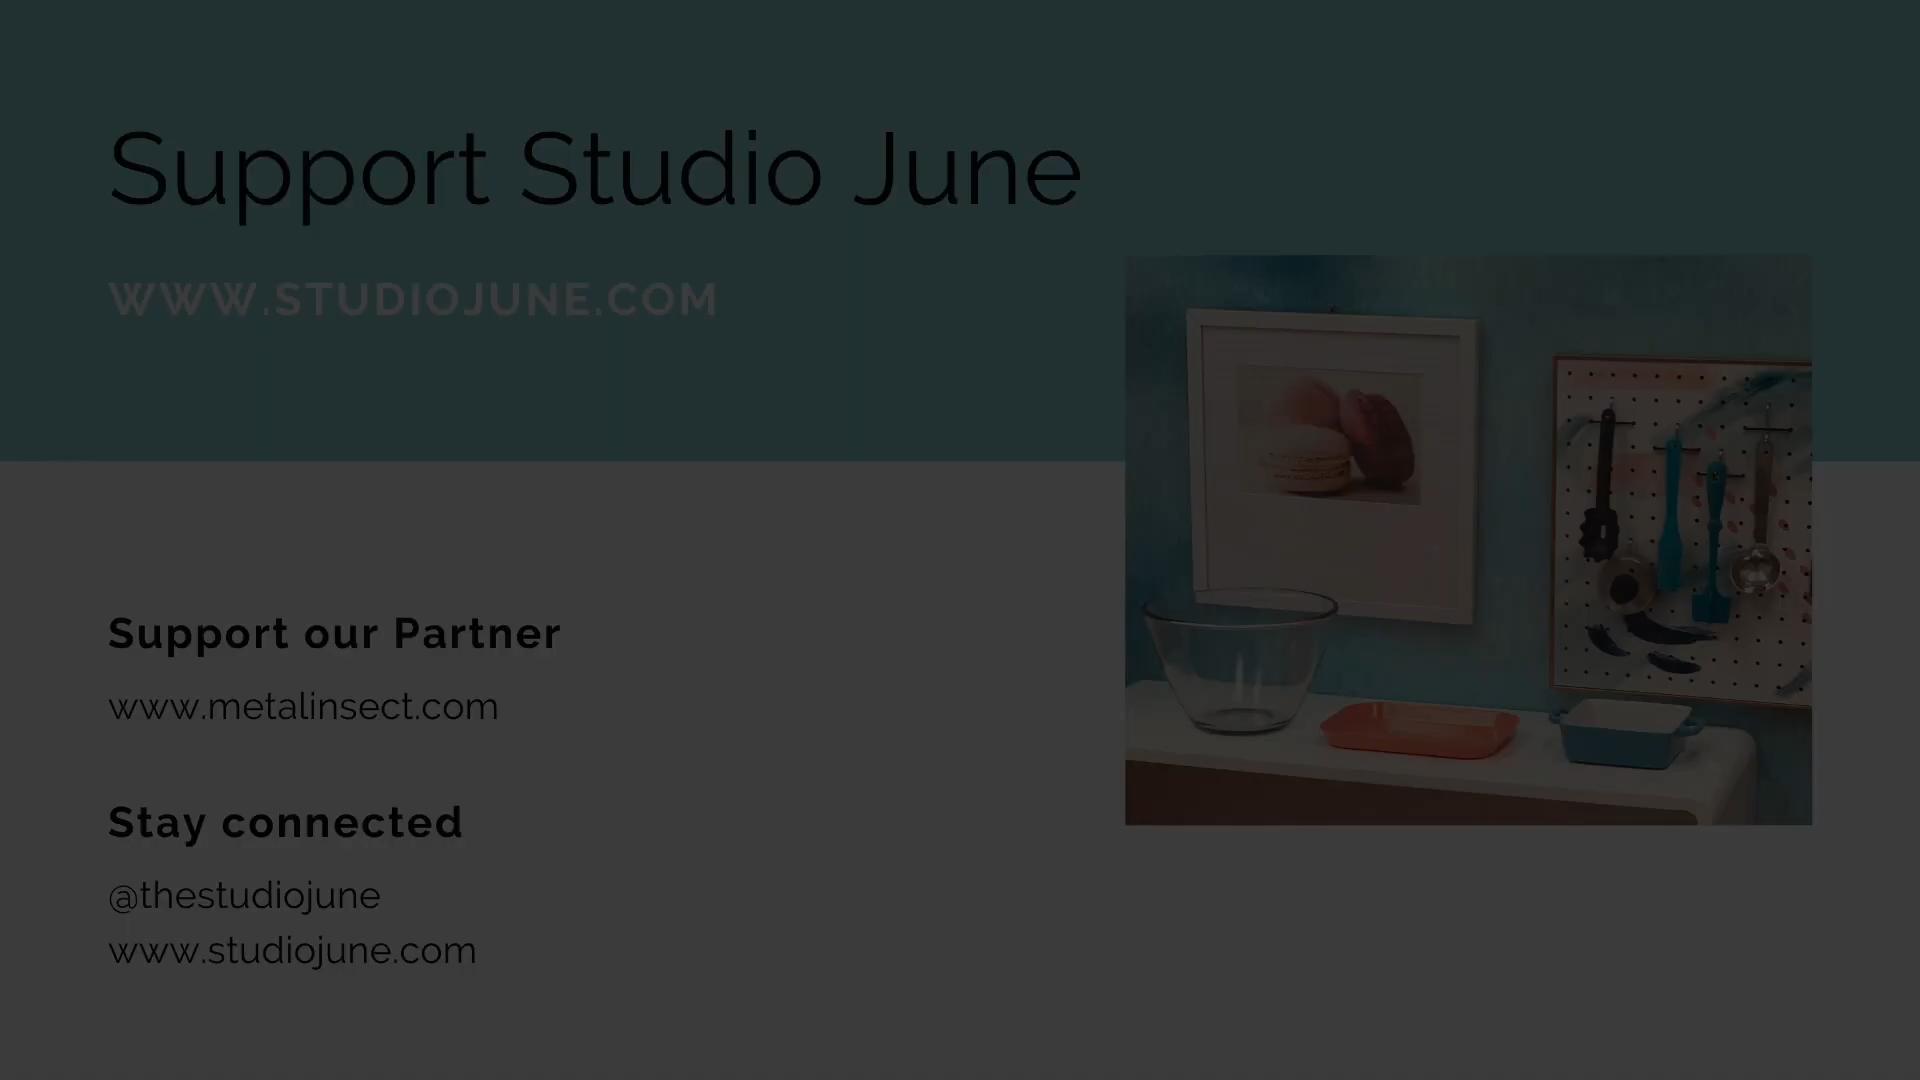 Support Studio June
WWW.STUDIOJUNE.COM
Support our Partner
www.metalinsect.com
Stay connected
@thestudiojune
www.studiojune.com